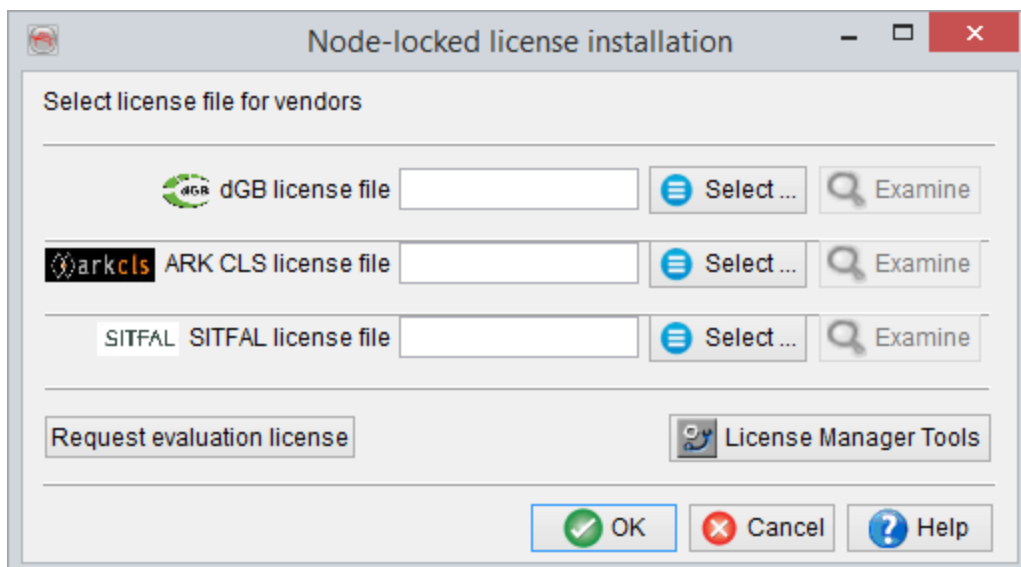 Node-locked license installation
Select license file for vendors
dGB dGB license file Select ... Examine
arkcls ARK CLS license file Select ... Examine
SITFAL SITFAL license file Select ... Examine
Request evaluation license License Manager Tools
OK Cancel Help